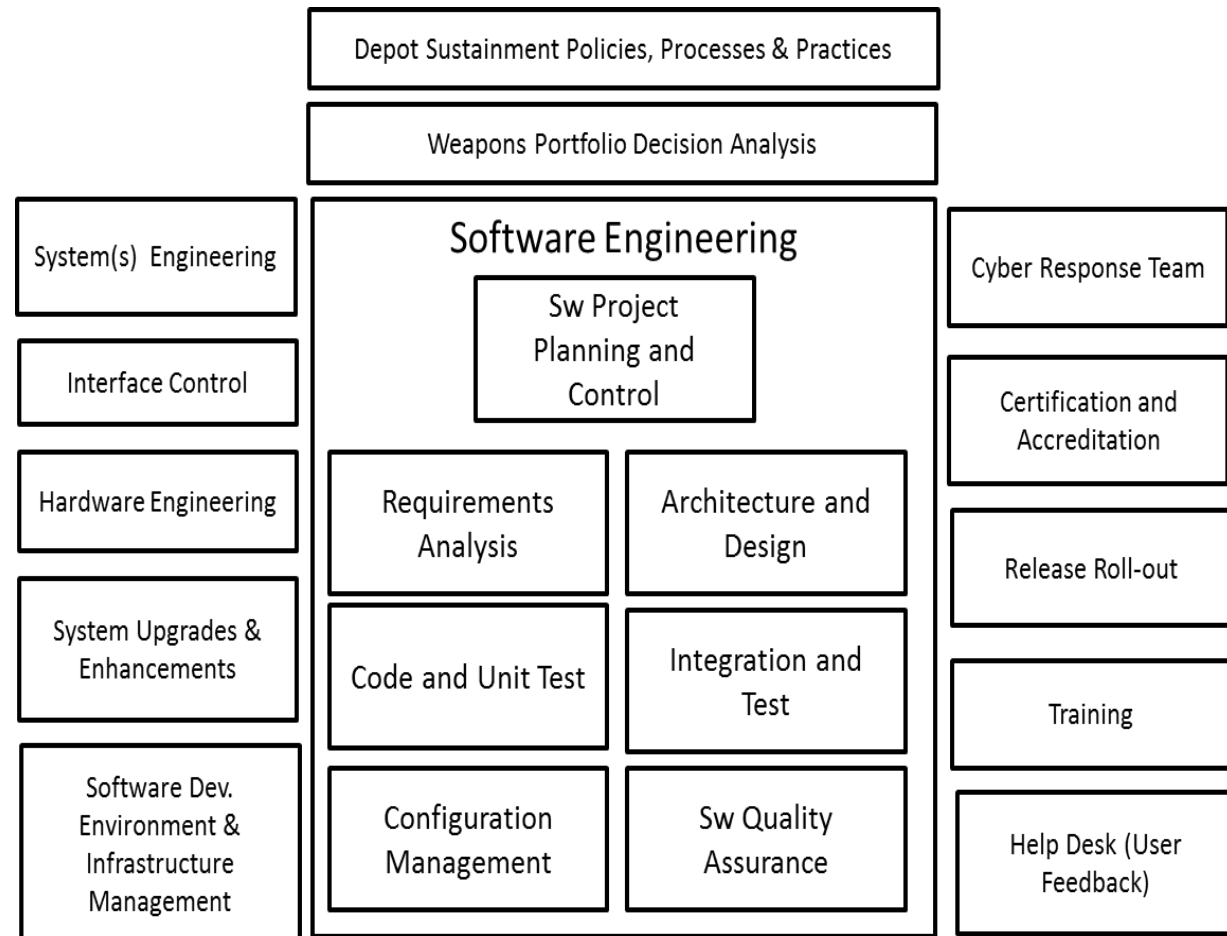 Depot Sustainment Policies, Processes & Practices
Weapons Portfolio Decision Analysis
System(s) Engineering
Interface Control
Hardware Engineering
System Upgrades &
Enhancements
Software Dev.
Environment &
Infrastructure
Management
Software Engineering
Sw Project
Planning and
Control
Requirements
Analysis
Architecture and
Design
Code and Unit Test
Integration and
Test
Configuration
Management
Sw Quality
Assurance
Cyber Response Team
Certification and
Accreditation
Release Roll-out
Training
Help Desk (User
Feedback)